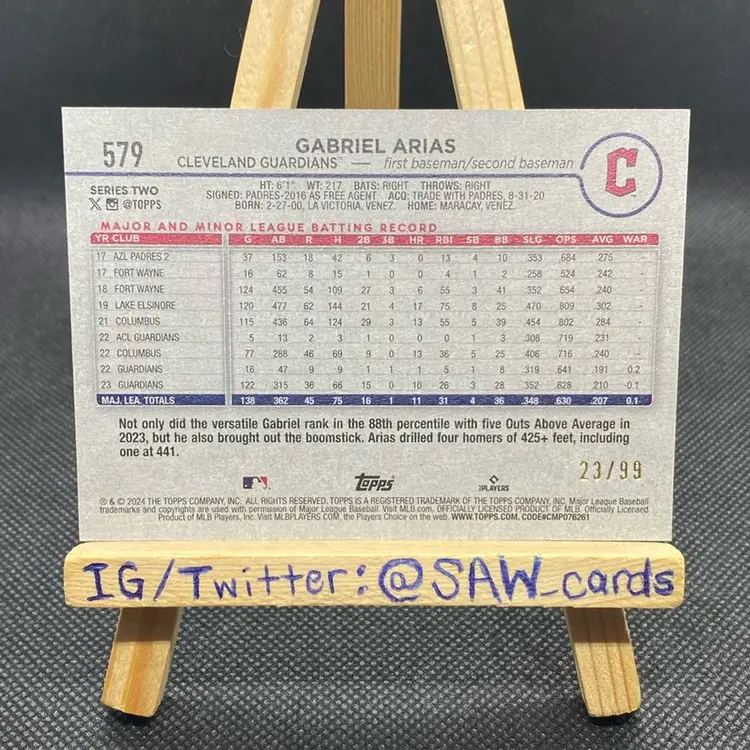 579
GABRIEL ARIAS
CLEVELAND GUARDIANS™ — first baseman/second baseman
C
SERIES TWO
X @TOPPS
HT: 6'1" WT: 217 BATS: RIGHT THROWS: RIGHT
SIGNED: PADRES-2016 AS FREE AGENT ACQ: TRADE WITH PADRES, 8-31-20
BORN: 2-27-00, LA VICTORIA, VENEZ. HOME: MARACAY, VENEZ.
MAJOR AND MINOR LEAGUE BATTING RECORD
YR CLUB G AB R H 2B 3B HR RBI SB BB SLG OPS AVG WAR
17 AZL PADRES 2 37 153 18 42 6 3 0 13 4 10 .353 .684 .275
17 FORT WAYNE 16 62 8 15 1 0 0 4 1 2 .258 .524 .242 -
18 FORT WAYNE 124 455 54 109 27 3 6 55 3 41 .352 .654 .240 -
19 LAKE ELSINORE 120 477 62 144 21 4 17 75 8 25 .470 .809 .302 -
21 COLUMBUS 115 436 64 124 29 3 13 55 5 39 .454 .802 .284 -
22 ACL GUARDIANS 5 13 2 3 1 0 0 0 1 3 .308 .719 .231 -
22 COLUMBUS 77 288 46 69 9 0 13 36 5 25 .406 .716 .240 -
22 GUARDIANS 16 47 9 9 1 1 1 5 1 8 .319 .641 .191 0.2
23 GUARDIANS 122 315 36 66 15 0 10 26 3 28 .352 .628 .210 -0.1
MAJ. LEA. TOTALS 138 362 45 75 16 1 11 31 4 36 .348 .630 .207 0.1
Not only did the versatile Gabriel rank in the 88th percentile with five Outs Above Average in
2023, but he also brought out the boomstick. Arias drilled four homers of 425+ feet, including
one at 441.
23/99
Topps
PLAYERS
® & © 2024 THE TOPPS COMPANY, INC. ALL RIGHTS RESERVED. TOPPS IS A REGISTERED TRADEMARK OF THE TOPPS COMPANY, INC. Major League Baseball
trademarks and copyrights are used with permission of Major League Baseball. Visit MLB.com. OFFICIALLY LICENSED PRODUCT OF MLB. Officially Licensed
Product of MLB Players, Inc. Visit MLBPLAYERS.COM, the Players Choice on the web. WWW.TOPPS.COM. CODE#CMP076261
IG/Twitter:@SAW_cards